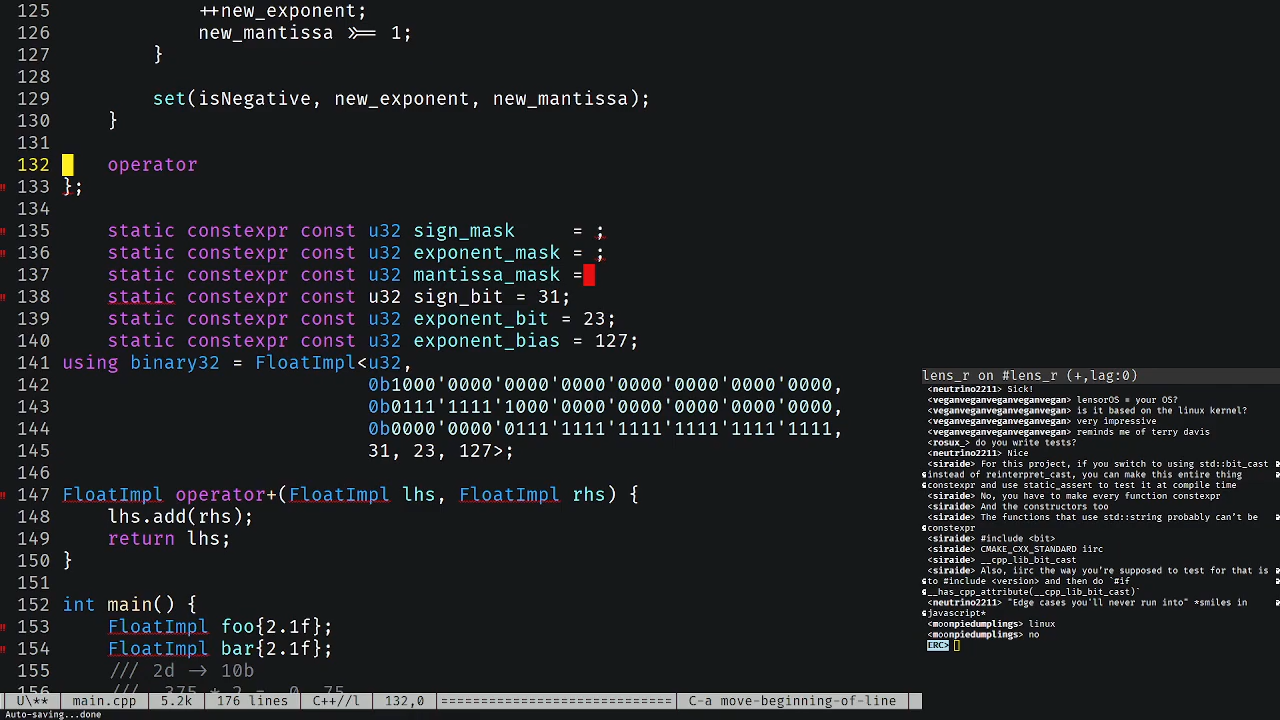 125             ++new_exponent;
126             new_mantissa >>= 1;
127         }
128
129         set(isNegative, new_exponent, new_mantissa);
130     }
131
132     operator
133 };
134
135     static constexpr const u32 sign_mask     = ;
136     static constexpr const u32 exponent_mask = ;
137     static constexpr const u32 mantissa_mask =
138     static constexpr const u32 sign_bit = 31;
139     static constexpr const u32 exponent_bit = 23;
140     static constexpr const u32 exponent_bias = 127;
141 using binary32 = FloatImpl<u32,
142                            0b1000'0000'0000'0000'0000'0000'0000'0000,
143                            0b0111'1111'1000'0000'0000'0000'0000'0000,
144                            0b0000'0000'0111'1111'1111'1111'1111'1111,
145                            31, 23, 127>;
146
147 FloatImpl operator+(FloatImpl lhs, FloatImpl rhs) {
148     lhs.add(rhs);
149     return lhs;
150 }
151
152 int main() {
153     FloatImpl foo{2.1f};
154     FloatImpl bar{2.1f};
155     /// 2d -> 10b
156     /// .375 * 2 = 0.75
U\** main.cpp 5.2k 176 lines C++//l 132,0 ============================ C-a move-beginning-of-line
Auto-saving...done
lens_r on #lens_r (+,lag:0)
<neutrino2211> Sick!
<veganveganveganveganvegan> lensorOS = your OS?
<veganveganveganveganvegan> is it based on the linux kernel?
<veganveganveganveganvegan> very impressive
<veganveganveganveganvegan> reminds me of terry davis
<rosux_> do you write tests?
<neutrino2211> Nice
<siraide> For this project, if you switch to using std::bit_cast
instead of reinterpret_cast, you can make this entire thing
constexpr and use static_assert to test it at compile time
<siraide> No, you have to make every function constexpr
<siraide> And the constructors too
<siraide> The functions that use std::string probably can't be
constexpr
<siraide> #include <bit>
<siraide> CMAKE_CXX_STANDARD iirc
<siraide> __cpp_lib_bit_cast
<siraide> Also, iirc the way you're supposed to test for that is
to #include <version> and then do `#if
__has_cpp_attribute(__cpp_lib_bit_cast)`
<neutrino2211> "Edge cases you'll never run into" *smiles in
javascript*
<moonpiedumplings> linux
<moonpiedumplings> no
ERC>